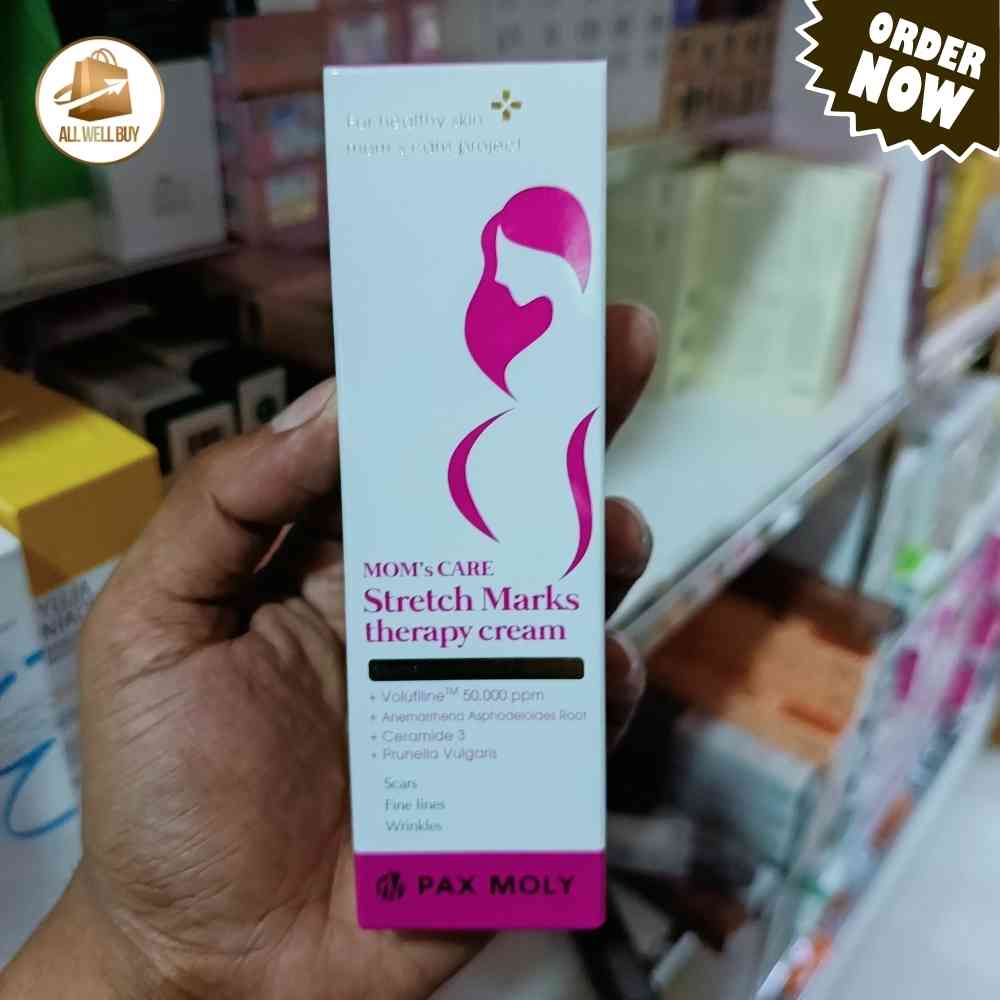 ALL WELL BUY
ORDER
NOW
For healthy skin
mom's care project
MOM's CARE
Stretch Marks
therapy cream
+ Volufiline™ 50,000 ppm
+ Anemarrhena Asphodeloides Root
+ Ceramide 3
+ Prunella Vulgaris
Scars
Fine lines
Wrinkles
PAX MOLY